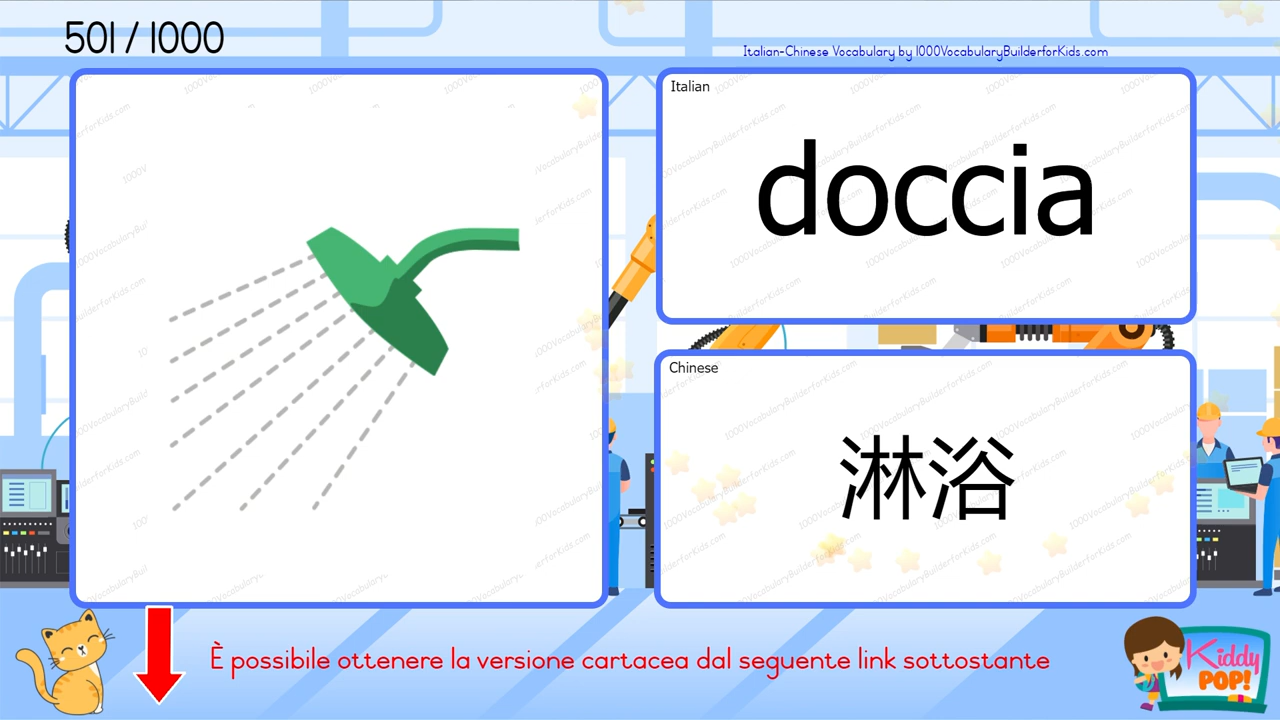 501 / 1000
Italian-Chinese Vocabulary by 1000VocabularyBuilderforKids.com
Italian
doccia
Chinese
淋浴
È possibile ottenere la versione cartacea dal seguente link sottostante
Kiddy
POP!